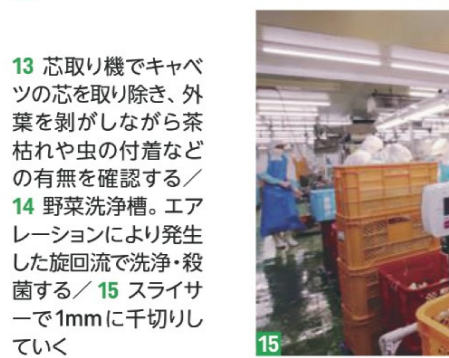 13 芯取り機でキャベ
ツの芯を取り除き、外
葉を剝がしながら茶
枯れや虫の付着など
の有無を確認する／
14 野菜洗浄槽。エア
レーションにより発生
した旋回流で洗浄・殺
菌する／ 15 スライサ
ーで1mmに千切りし
ていく
15